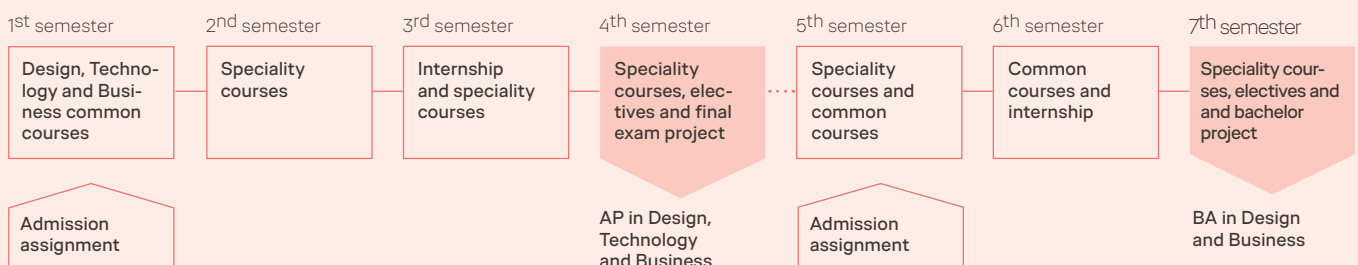 1st semester
2nd semester
3rd semester
4th semester
5th semester
6th semester
7th semester
Design, Techno-
logy and Busi-
ness common
courses
Speciality
courses
Internship
and speciality
courses
Speciality
courses, elec-
tives and final
exam project
Speciality
courses and
common
courses
Common
courses and
internship
Speciality cour-
ses, electives and
and bachelor
project
Admission
assignment
AP in Design,
Technology
and Business
Admission
assignment
BA in Design
and Business